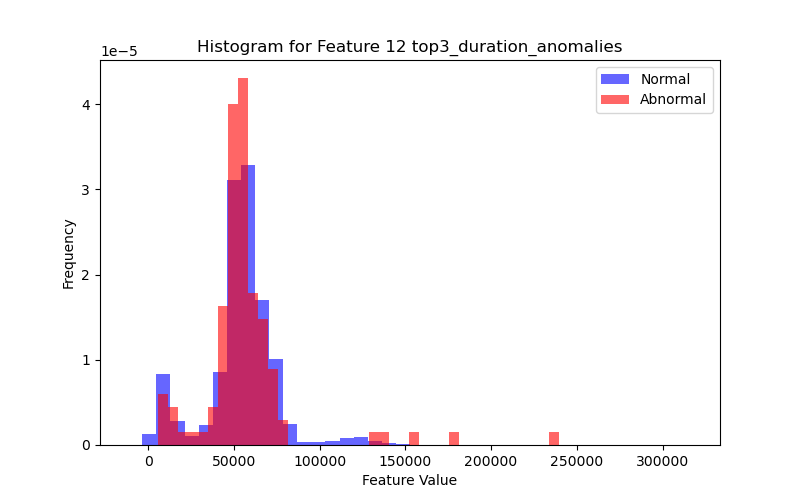 Histogram for Feature 12 top3_duration_anomalies
1e−5
Normal
Abnormal
4
3
2
1
0
Frequency
0 50000 100000 150000 200000 250000 300000
Feature Value